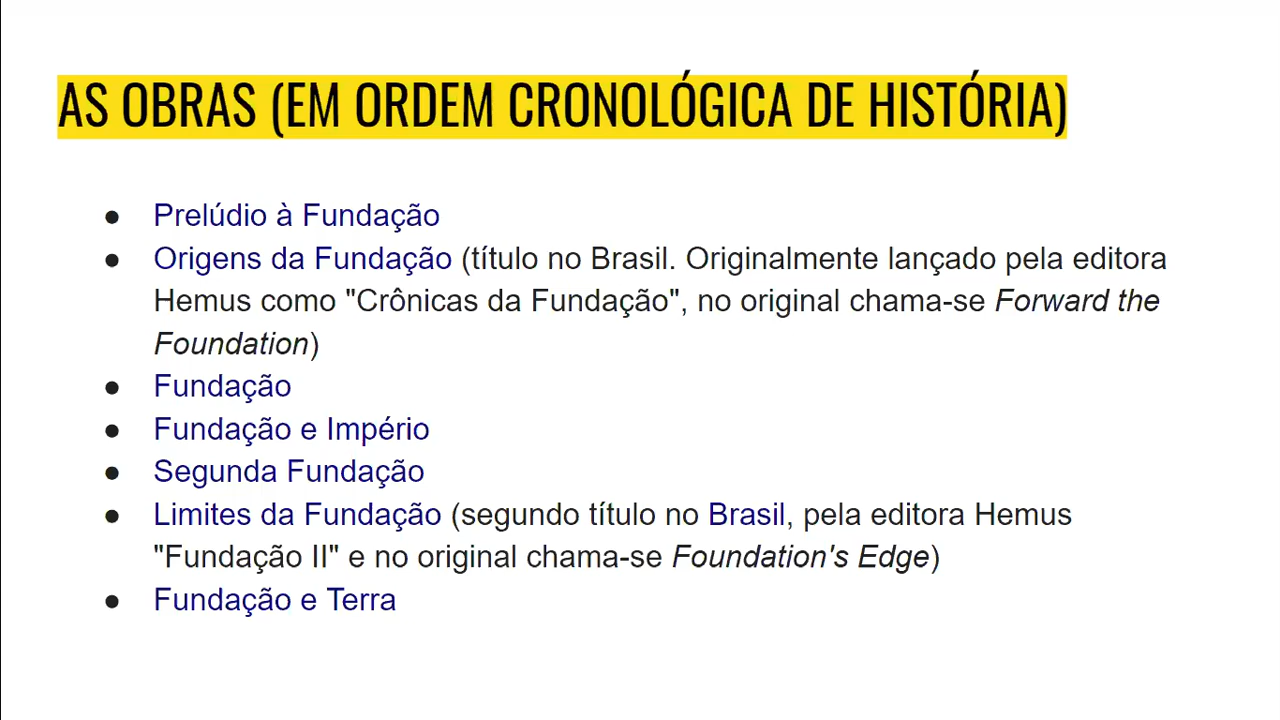 AS OBRAS (EM ORDEM CRONOLÓGICA DE HISTÓRIA)
● Prelúdio à Fundação
● Origens da Fundação (título no Brasil. Originalmente lançado pela editora
Hemus como "Crônicas da Fundação", no original chama-se Forward the
Foundation)
● Fundação
● Fundação e Império
● Segunda Fundação
● Limites da Fundação (segundo título no Brasil, pela editora Hemus
"Fundação II" e no original chama-se Foundation's Edge)
● Fundação e Terra